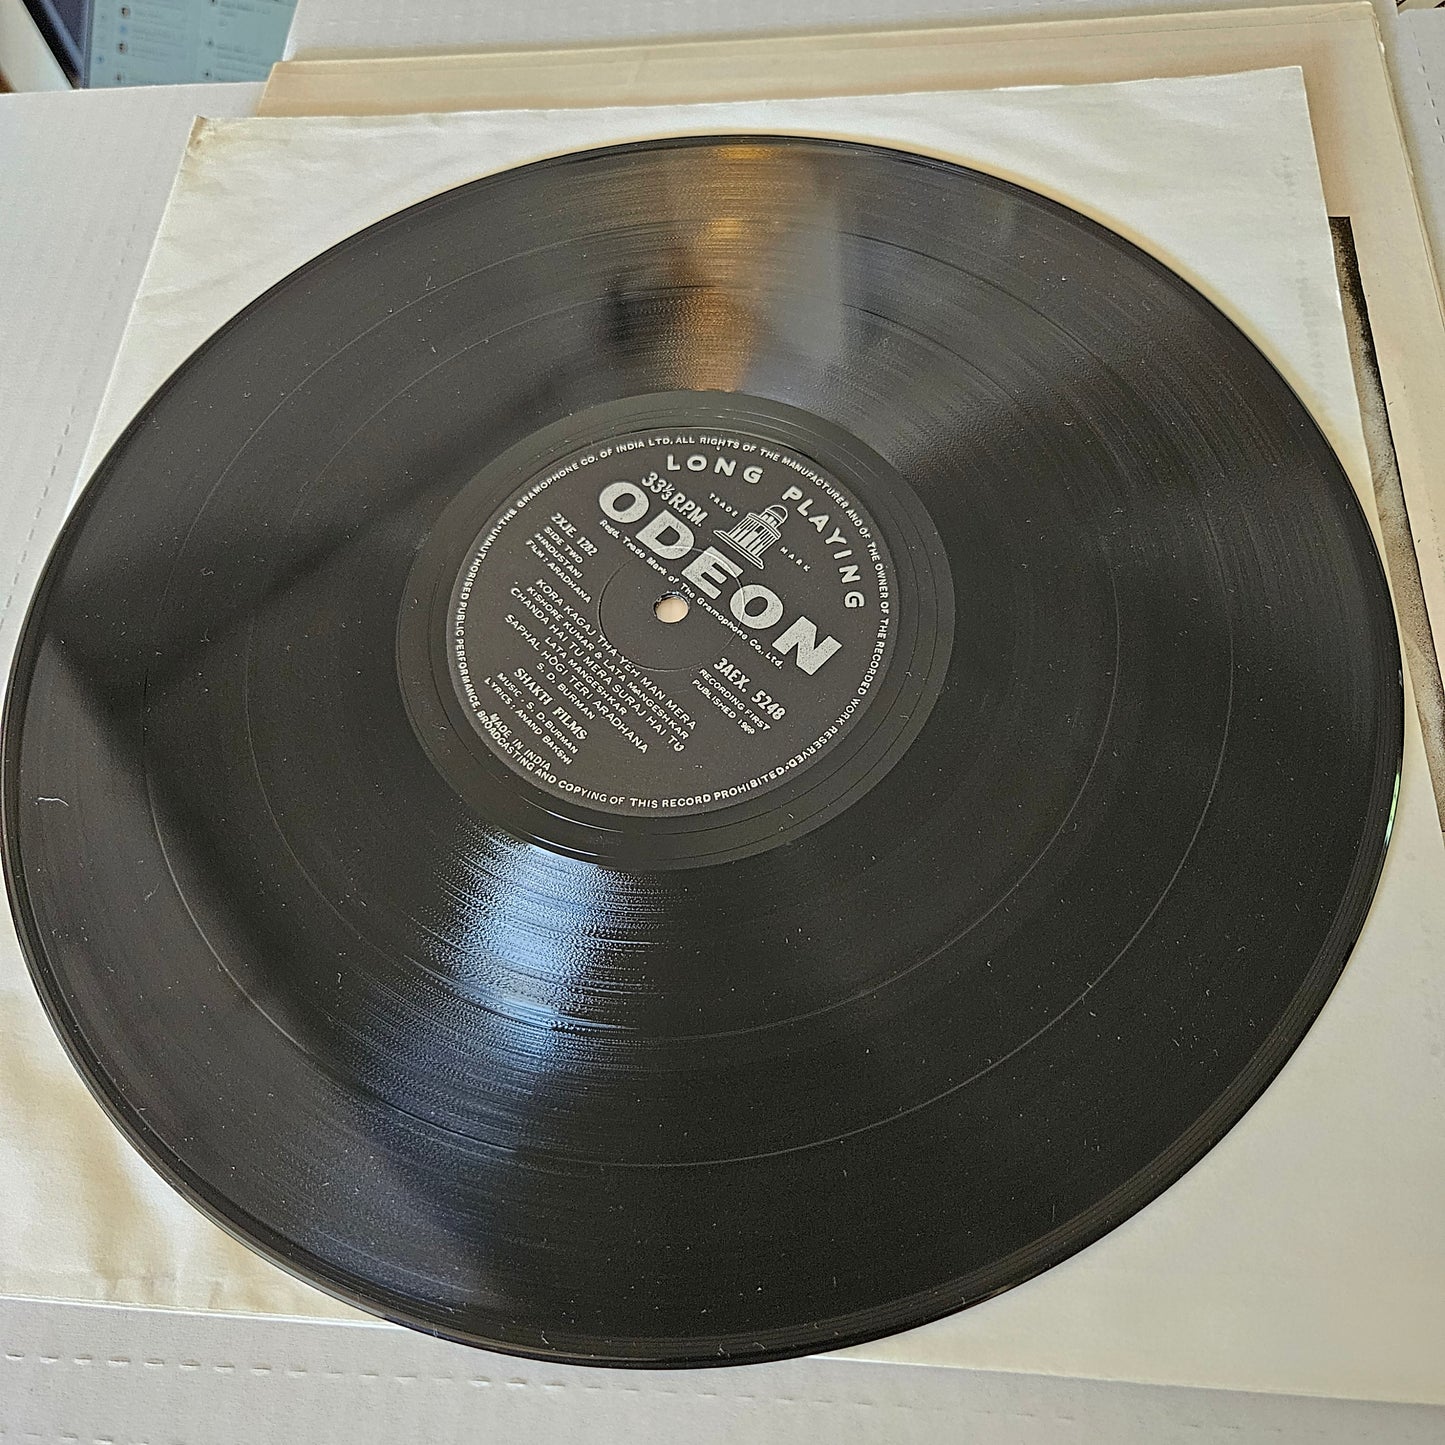 THE GRAMOPHONE CO. OF INDIA LTD, ALL RIGHTS OF THE MANUFACTURER AND OF THE OWNER OF THE RECORDED WORK RESERVED · UNAUTHORISED PUBLIC PERFORMANCE BROADCASTING AND COPYING OF THIS RECORD PROHIBITED ·
LONG PLAYING
33⅓ R.P.M.
TRADE MARK
ODEON
Regd. Trade Mark of The Gramophone Co., Ltd.
2XJE. 1202
SIDE TWO
HINDUSTANI
FILM: ARADHANA
3AEX. 5248
RECORDING FIRST
PUBLISHED 1969
KORA KAGAJ THA YEH MAN MERA
KISHORE KUMAR & LATA MANGESHKAR
CHANDA HAI TU MERA SURAJ HAI TU
LATA MANGESHKAR
SAPHAL HOGI TERI ARADHANA
S. D. BURMAN
SHAKTI FILMS
MUSIC: S. D. BURMAN
LYRICS: ANAND BAKSHI
MADE IN INDIA